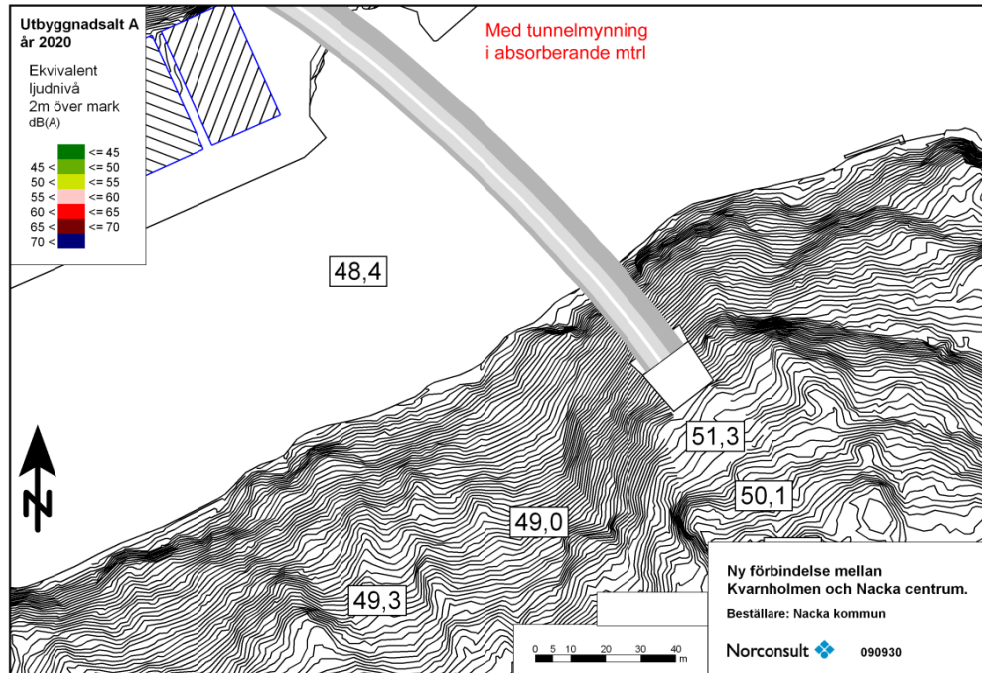 Utbyggnadsalt A
år 2020
Ekvivalent
ljudnivå
2m över mark
dB(A)
<= 45
45 < <= 50
50 < <= 55
55 < <= 60
60 < <= 65
65 < <= 70
70 <
Med tunnelmynning
i absorberande mtrl
48,4
51,3
50,1
49,0
49,3
N
0 5 10 20 30 40
m
Ny förbindelse mellan
Kvarnholmen och Nacka centrum.
Beställare: Nacka kommun
Norconsult 090930